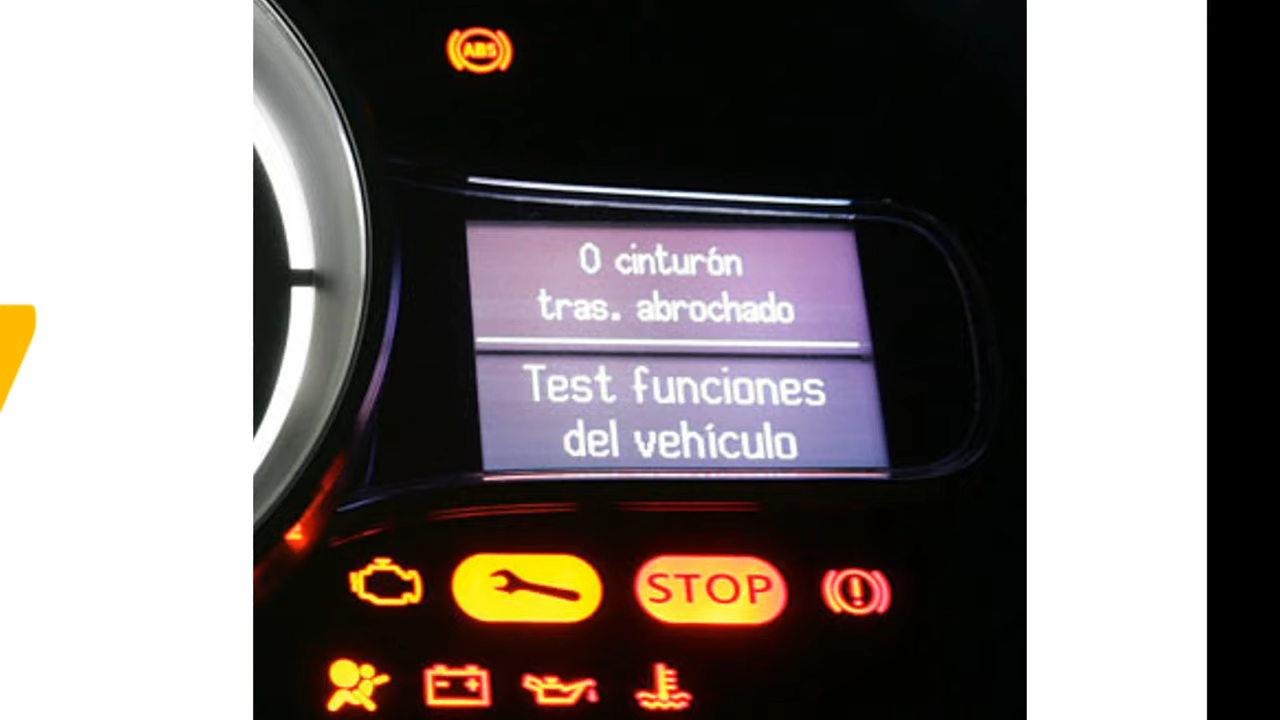 ABS
0 cinturón
tras. abrochado
Test funciones
del vehículo
STOP